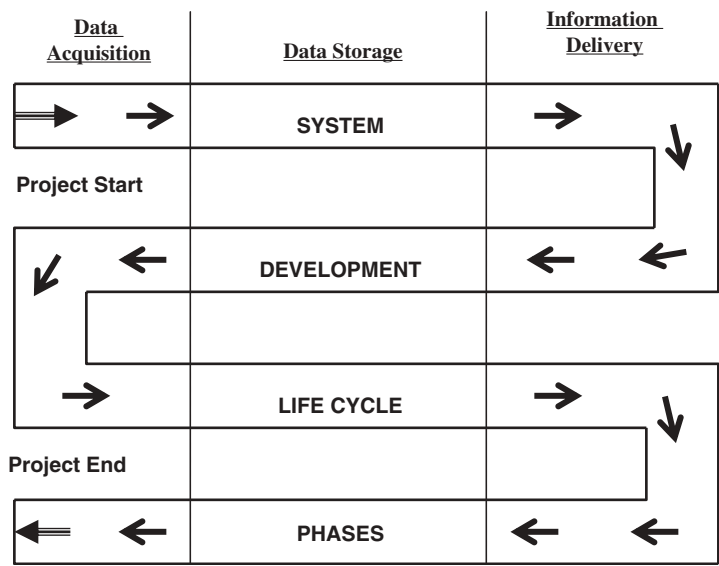 Data
Acquisition
Data Storage
Information
Delivery
SYSTEM
Project Start
DEVELOPMENT
LIFE CYCLE
Project End
PHASES